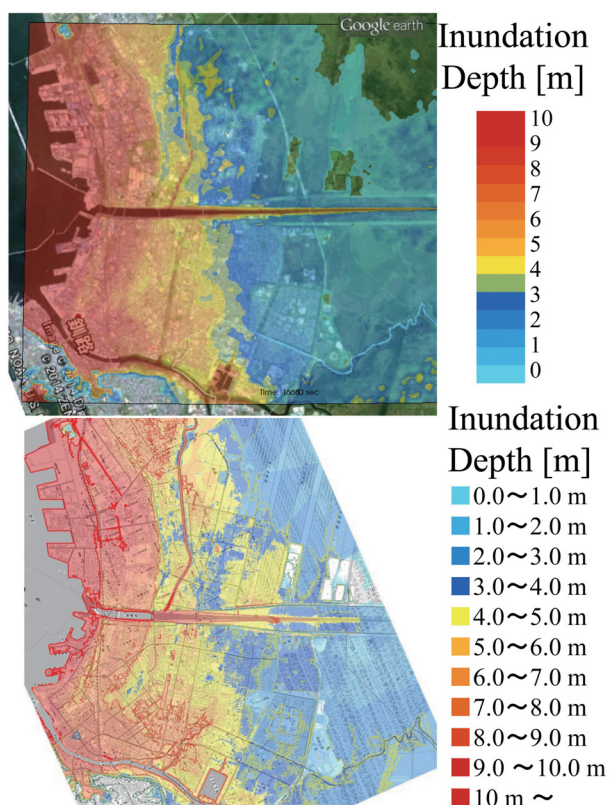 Google earth
Inundation
Depth [m]
10
9
8
7
6
5
4
3
2
1
0
釧路
Time: 16680 sec
Inundation
Depth [m]
0.0～1.0 m
1.0～2.0 m
2.0～3.0 m
3.0～4.0 m
4.0～5.0 m
5.0～6.0 m
6.0～7.0 m
7.0～8.0 m
8.0～9.0 m
9.0 ～10.0 m
10 m ～